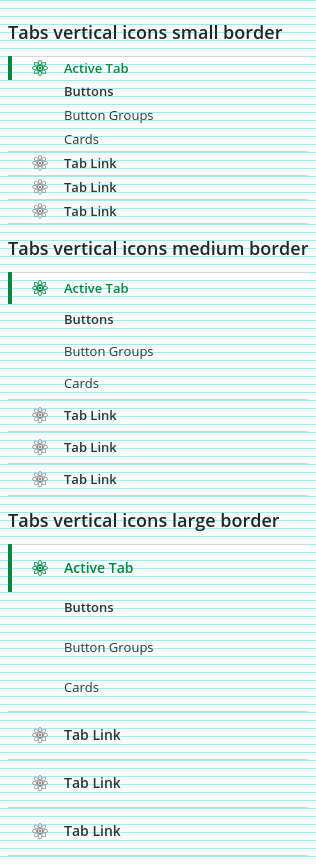 Tabs vertical icons small border
Active Tab
Buttons
Button Groups
Cards
Tab Link
Tab Link
Tab Link
Tabs vertical icons medium border
Active Tab
Buttons
Button Groups
Cards
Tab Link
Tab Link
Tab Link
Tabs vertical icons large border
Active Tab
Buttons
Button Groups
Cards
Tab Link
Tab Link
Tab Link